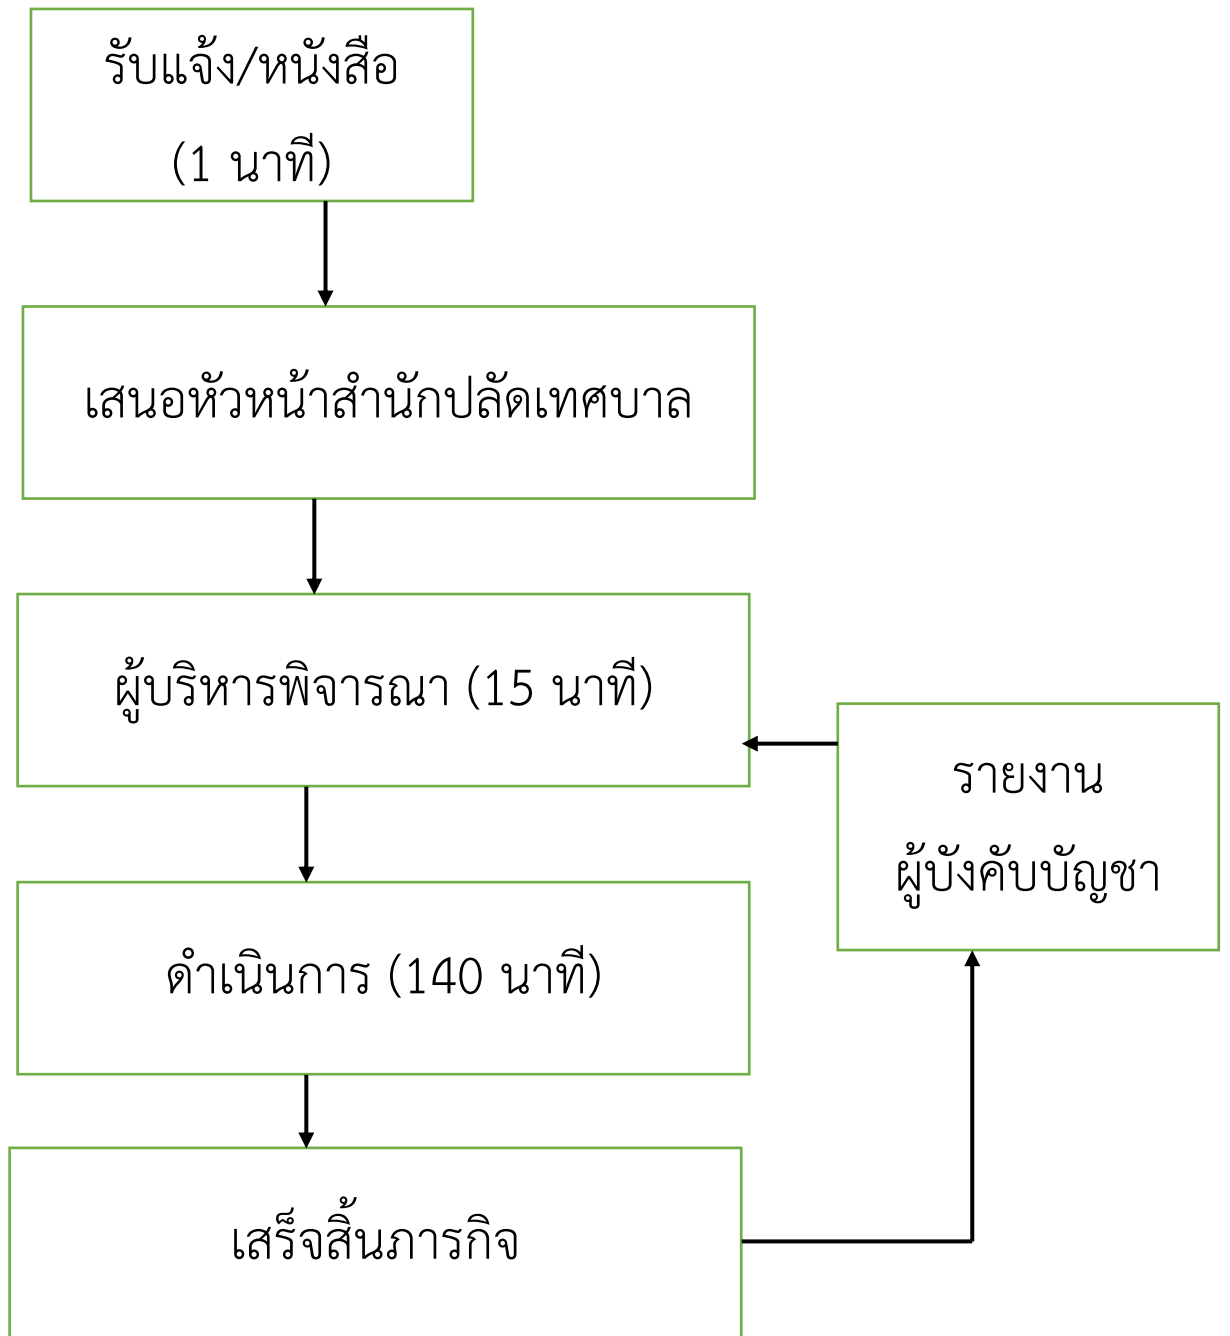 รับแจ้ง/หนังสือ
(1 นาที)
เสนอหัวหน้าสำนักปลัดเทศบาล
ผู้บริหารพิจารณา (15 นาที)
รายงาน
ผู้บังคับบัญชา
ดำเนินการ (140 นาที)
เสร็จสิ้นภารกิจ